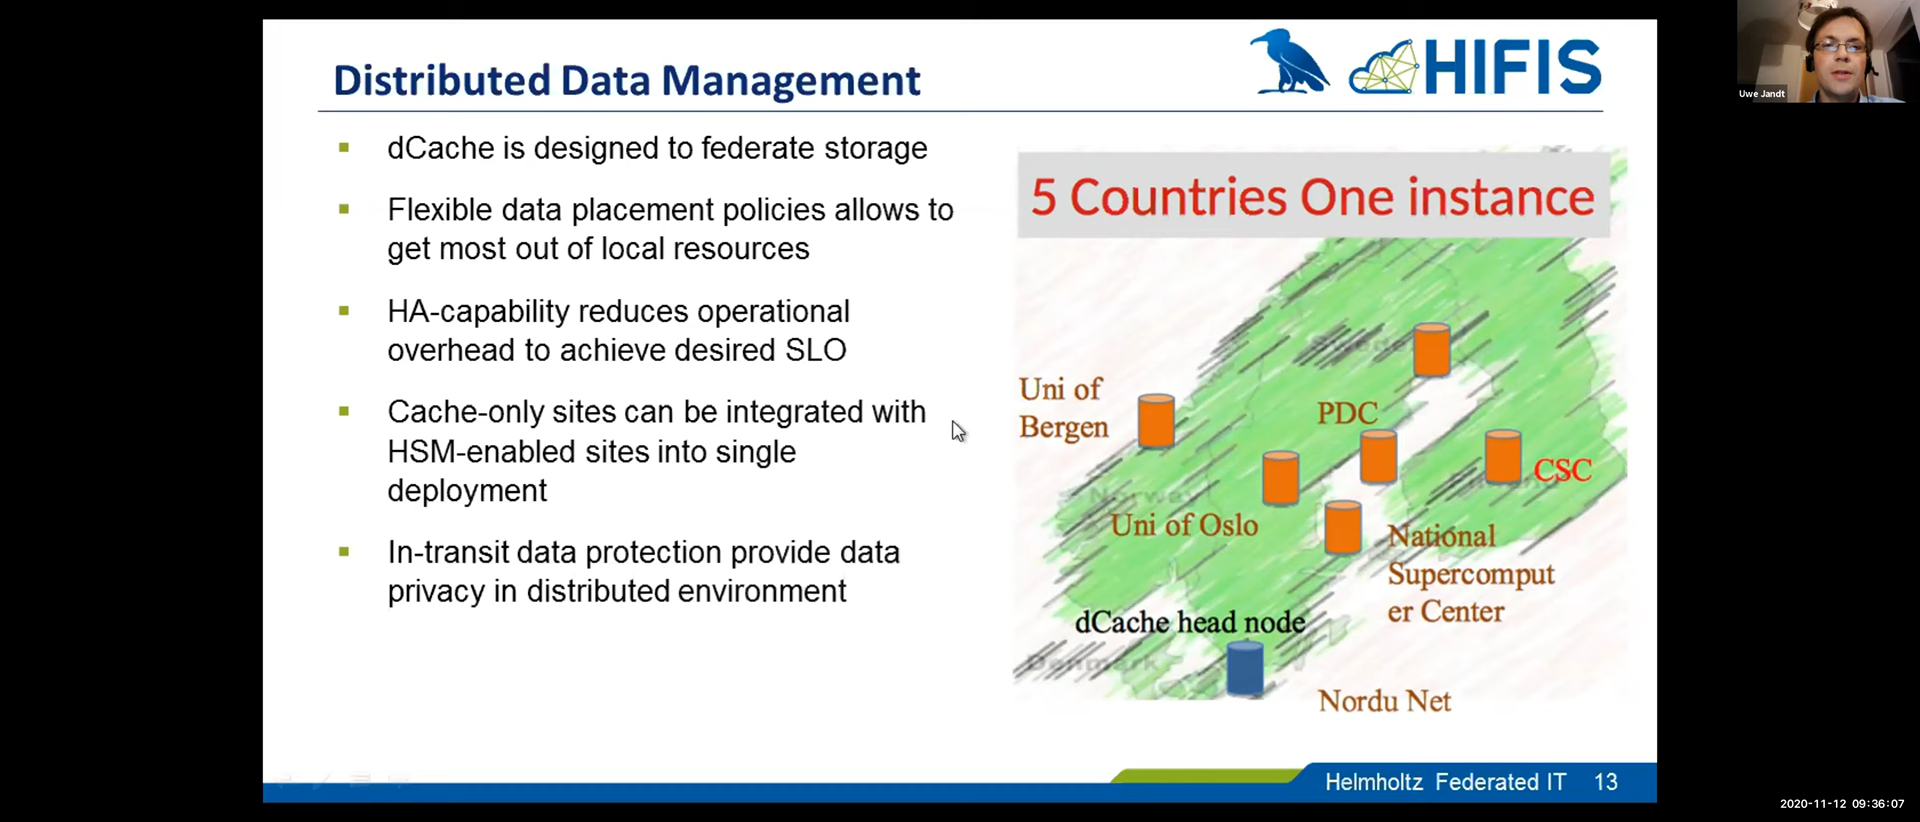 Distributed Data Management
HIFIS
Uwe Jandt
dCache is designed to federate storage
Flexible data placement policies allows to
get most out of local resources
HA-capability reduces operational
overhead to achieve desired SLO
Cache-only sites can be integrated with
HSM-enabled sites into single
deployment
In-transit data protection provide data
privacy in distributed environment
5 Countries One instance
Uni of
Bergen
PDC
CSC
Norway
Uni of Oslo
National
Supercomput
er Center
dCache head node
Denmark
Nordu Net
Helmholtz Federated IT 13
2020-11-12 09:36:07